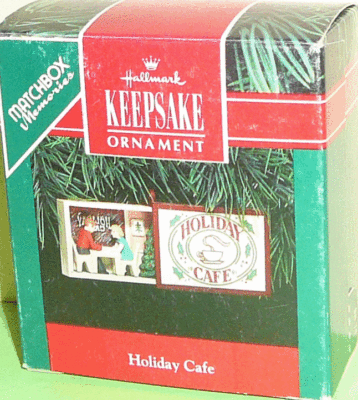 MATCHBOX
Memories
Hallmark
KEEPSAKE
ORNAMENT
HOLIDAY
CAFE
Holiday Cafe